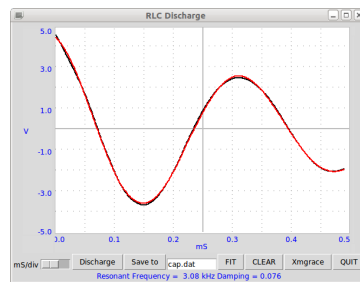 RLC Discharge
5.0
3.0
1.0
V
-1.0
-3.0
-5.0
0.0 0.1 0.2 0.3 0.4 0.5
mS
mS/div Discharge Save to cap.dat FIT CLEAR Xmgrace QUIT
Resonant Frequency = 3.08 kHz Damping = 0.076